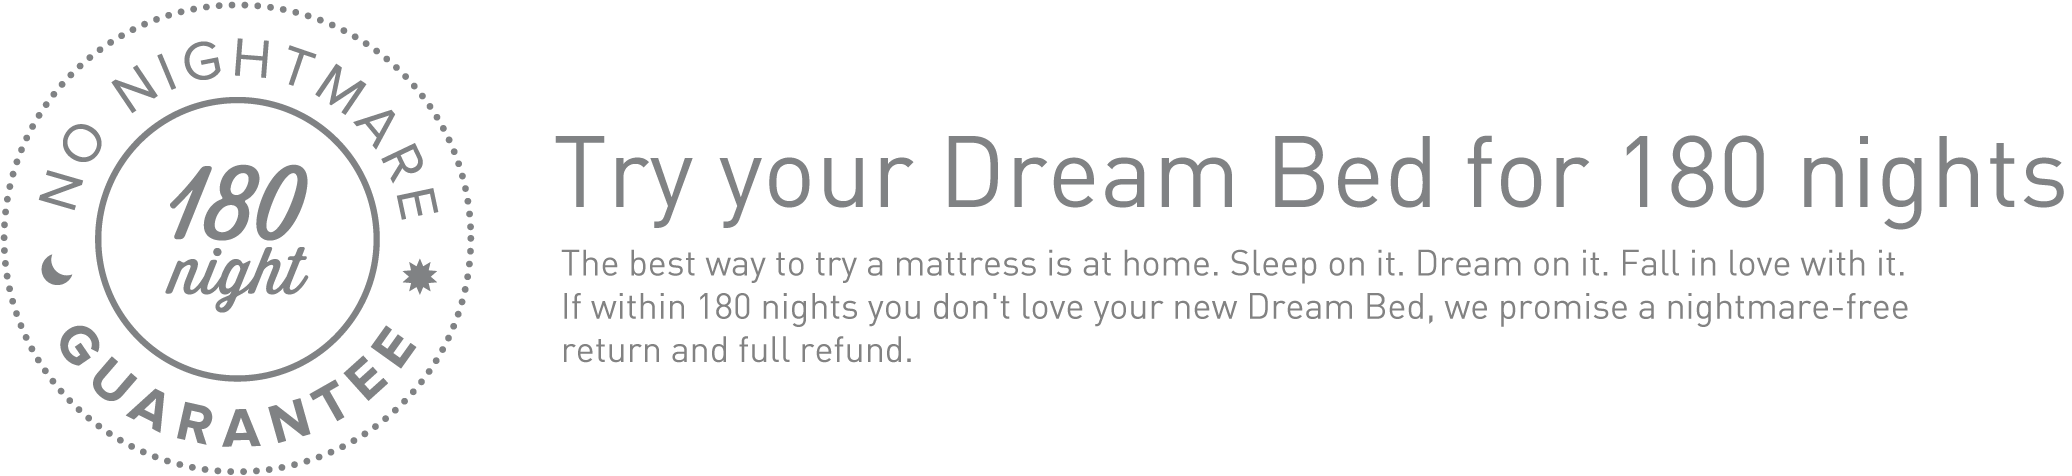 NO NIGHTMARE
180
night
GUARANTEE
Try your Dream Bed for 180 nights
The best way to try a mattress is at home. Sleep on it. Dream on it. Fall in love with it.
If within 180 nights you don't love your new Dream Bed, we promise a nightmare-free
return and full refund.